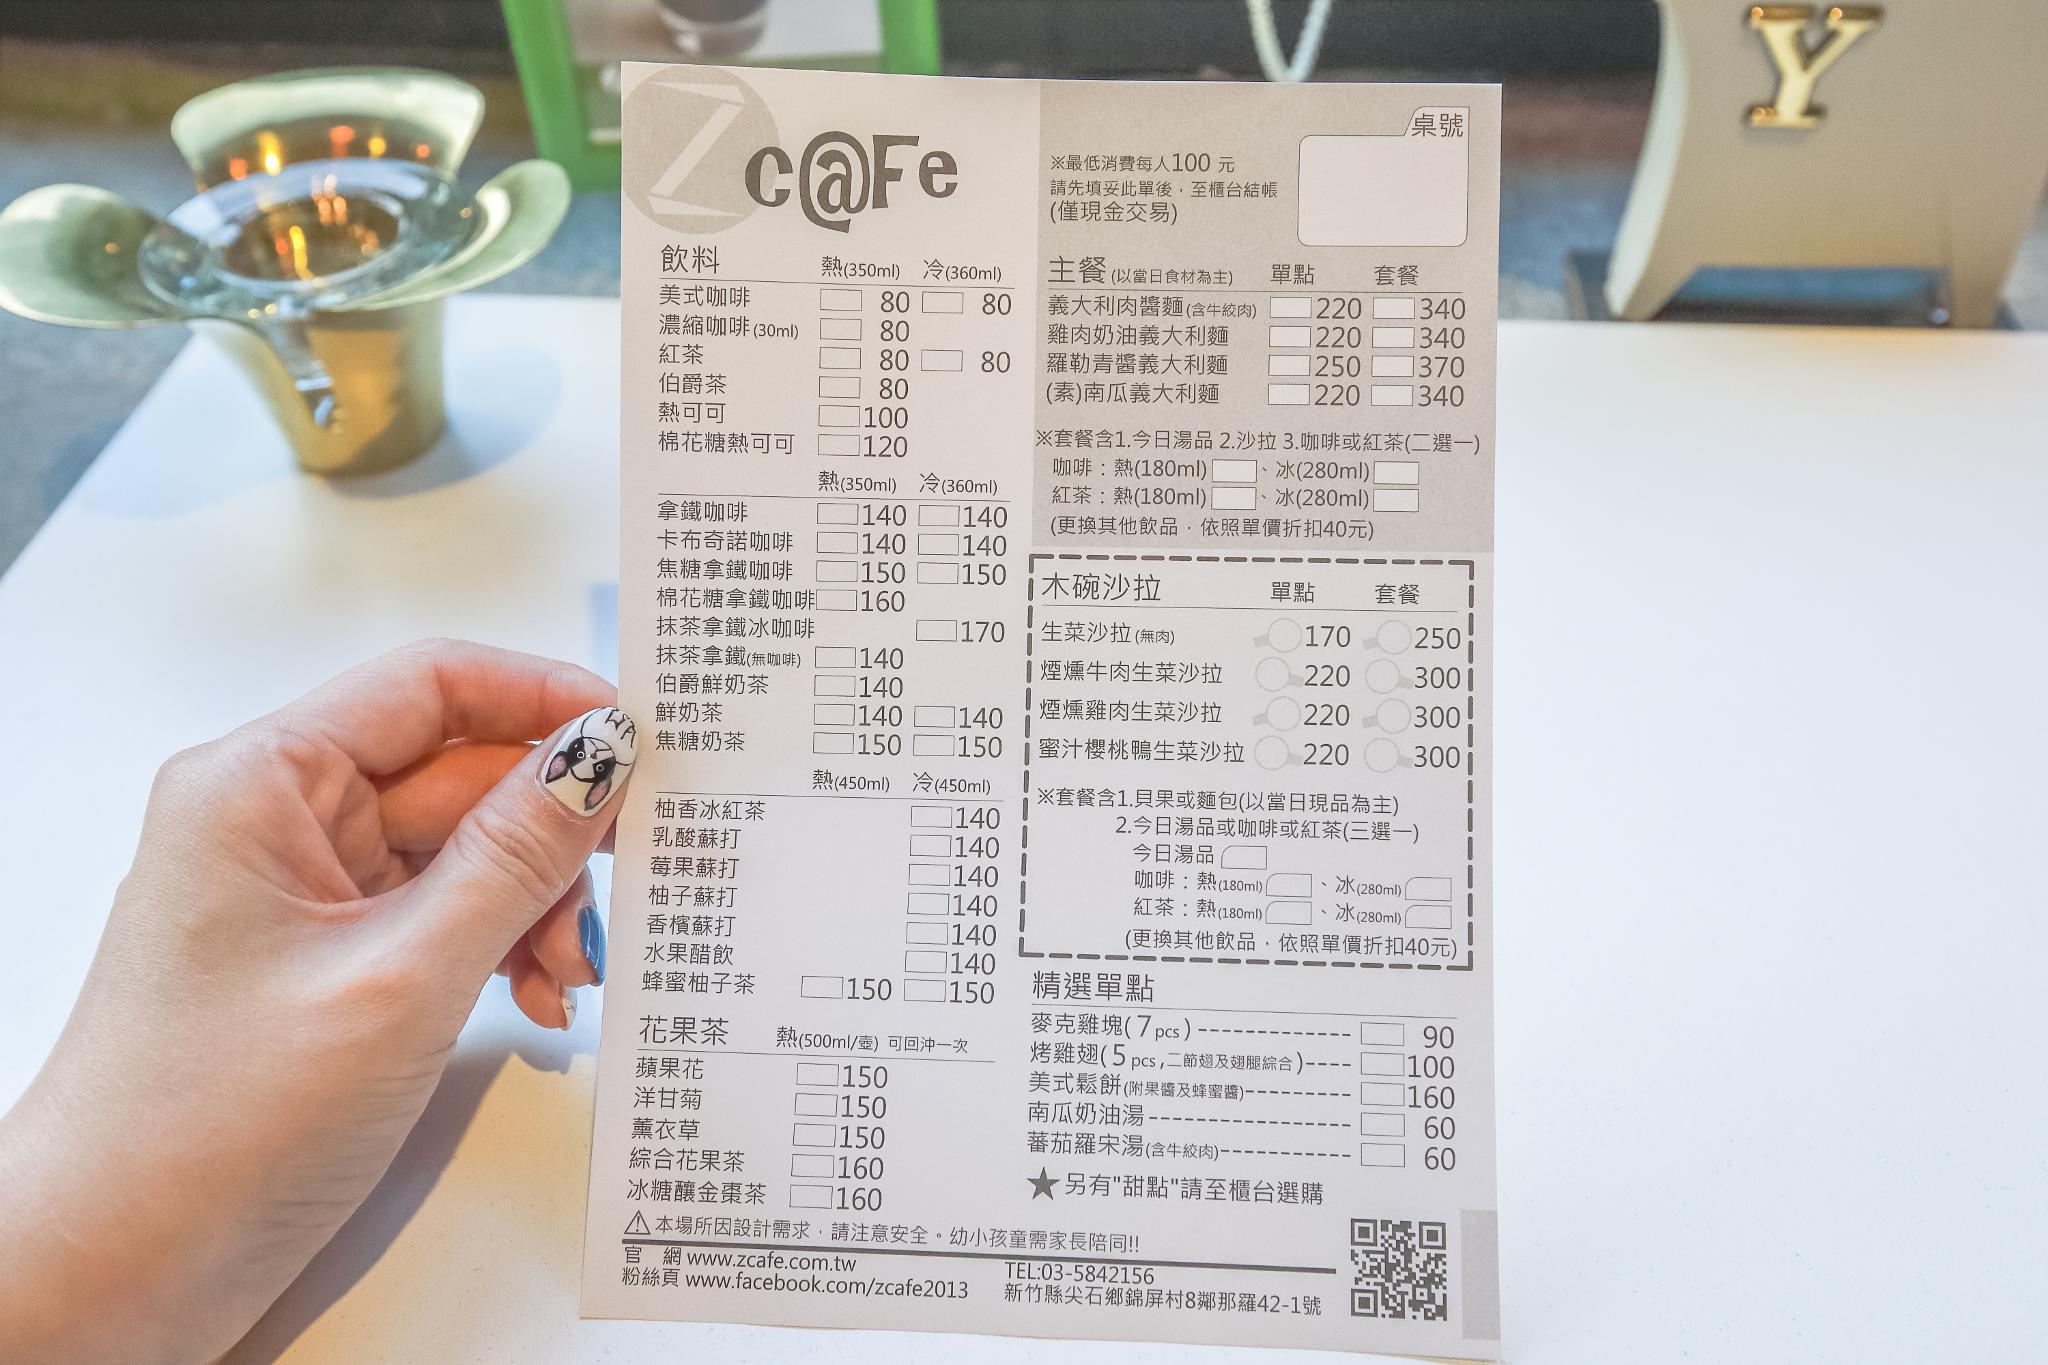 Y
Z c@Fe
桌號
※最低消費每人100 元
請先填妥此單後，至櫃台結帳
(僅現金交易)
飲料 熱(350ml) 冷(360ml)
美式咖啡 80 80
濃縮咖啡(30ml) 80
紅茶 80 80
伯爵茶 80
熱可可 100
棉花糖熱可可 120
熱(350ml) 冷(360ml)
拿鐵咖啡 140 140
卡布奇諾咖啡 140 140
焦糖拿鐵咖啡 150 150
棉花糖拿鐵咖啡 160
抹茶拿鐵冰咖啡 170
抹茶拿鐵(無咖啡) 140
伯爵鮮奶茶 140
鮮奶茶 140 140
焦糖奶茶 150 150
熱(450ml) 冷(450ml)
柚香冰紅茶 140
乳酸蘇打 140
莓果蘇打 140
柚子蘇打 140
香檳蘇打 140
水果醋飲 140
蜂蜜柚子茶 150 150
花果茶 熱(500ml/壺) 可回沖一次
蘋果花 150
洋甘菊 150
薰衣草 150
綜合花果茶 160
冰糖釀金棗茶 160
主餐(以當日食材為主) 單點 套餐
義大利肉醬麵(含牛絞肉) 220 340
雞肉奶油義大利麵 220 340
羅勒青醬義大利麵 250 370
(素)南瓜義大利麵 220 340
※套餐含1.今日湯品 2.沙拉 3.咖啡或紅茶(二選一)
咖啡：熱(180ml) 、冰(280ml)
紅茶：熱(180ml) 、冰(280ml)
(更換其他飲品，依照單價折扣40元)
木碗沙拉 單點 套餐
生菜沙拉(無肉) 170 250
煙燻牛肉生菜沙拉 220 300
煙燻雞肉生菜沙拉 220 300
蜜汁櫻桃鴨生菜沙拉 220 300
※套餐含1.貝果或麵包(以當日現品為主)
2.今日湯品或咖啡或紅茶(三選一)
今日湯品
咖啡：熱(180ml) 、冰(280ml)
紅茶：熱(180ml) 、冰(280ml)
(更換其他飲品，依照單價折扣40元)
精選單點
麥克雞塊(7pcs) ------------- 90
烤雞翅(5pcs,二節翅及翅腿綜合)---- 100
美式鬆餅(附果醬及蜂蜜醬)--------- 160
南瓜奶油湯----------------- 60
蕃茄羅宋湯(含牛絞肉)----------- 60
★另有"甜點"請至櫃台選購
⚠本場所因設計需求，請注意安全。幼小孩童需家長陪同!!
官 網 www.zcafe.com.tw
粉絲頁 www.facebook.com/zcafe2013
TEL:03-5842156
新竹縣尖石鄉錦屏村8鄰那羅42-1號